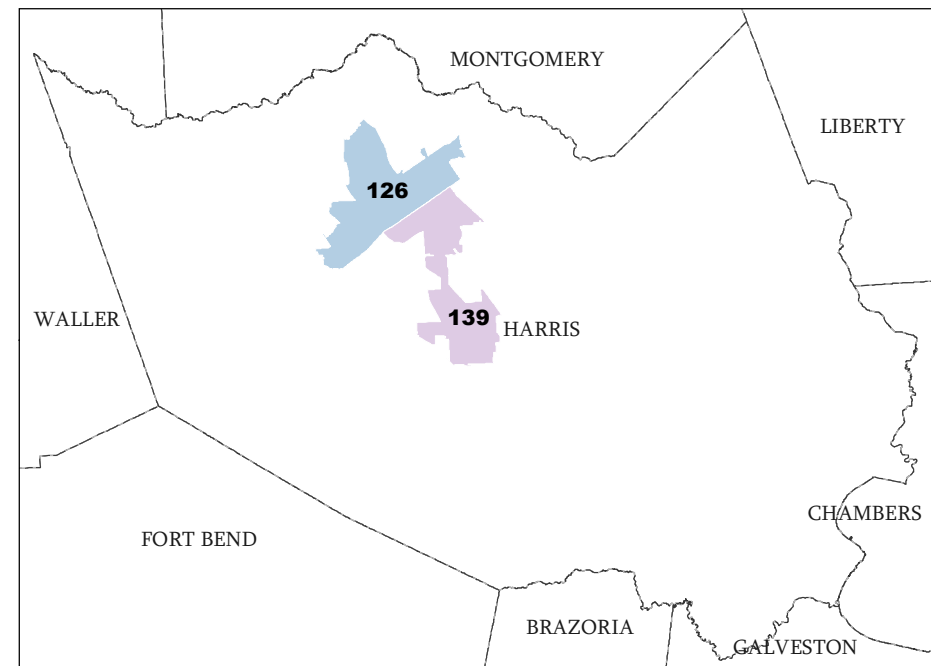 MONTGOMERY
LIBERTY
126
WALLER
139
HARRIS
CHAMBERS
FORT BEND
BRAZORIA
GALVESTON